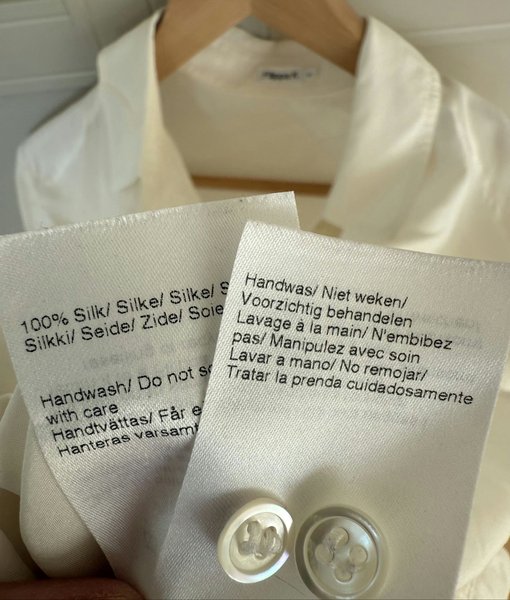 100% Silk/ Silke/ Silke/
Silkki/ Seide/ Zide/ Soie
Handwash/ Do not
with care
Handtvättas/ Får
Hanteras varsamt
Handwas/ Niet weken/
Voorzichtig behandelen
Lavage à la main/ N'embibez
pas/ Manipulez avec soin
Lavar a mano/ No remojar/
Tratar la prenda cuidadosamente